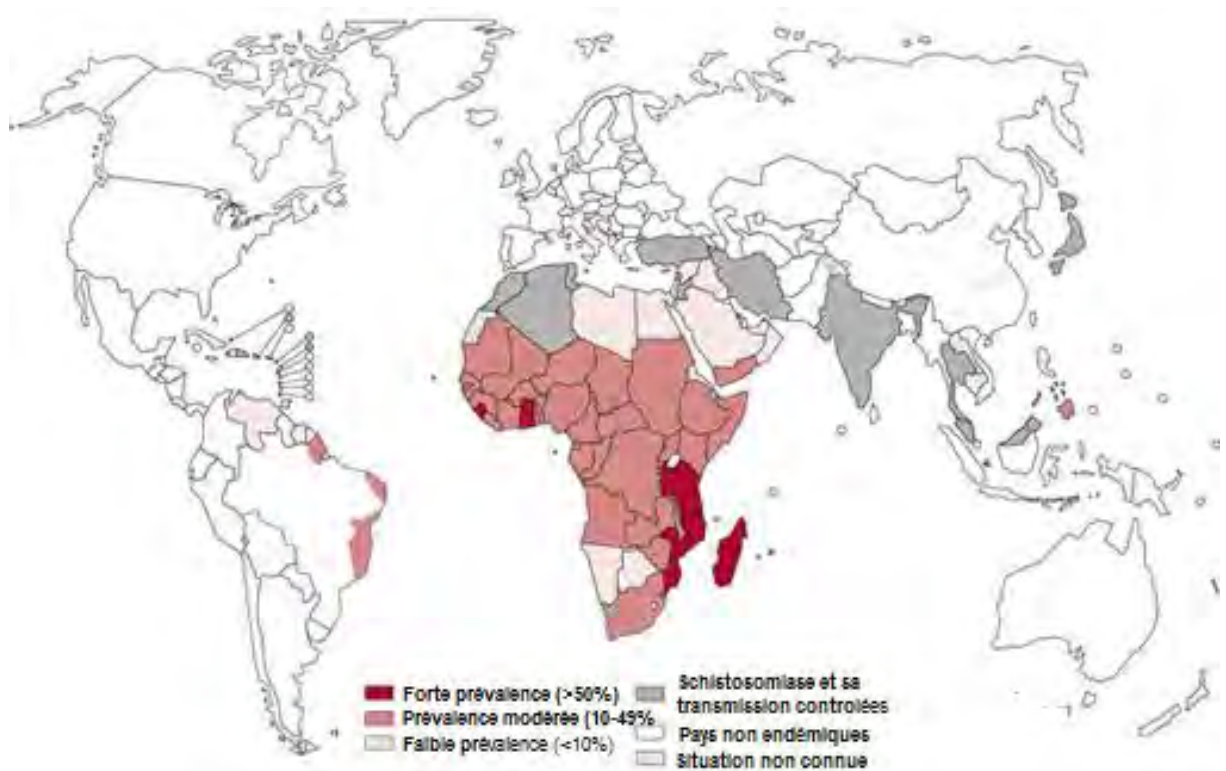 Forte prévalence (>50%)
Prévalence modérée (10-49%
Faible prévalence (<10%)
Schistosomiase et sa
transmission controlées
Pays non endémiques
Situation non connue